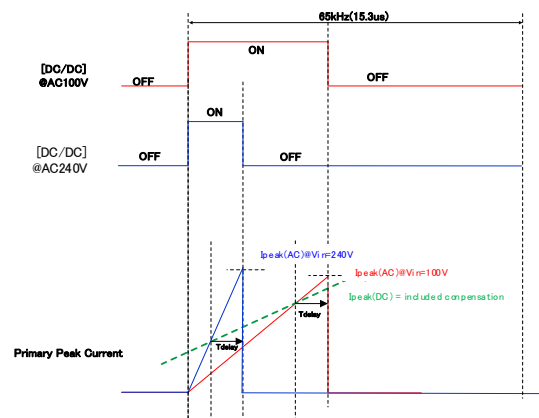 65kHz(15.3us)
[DC/DC]
@AC100V
OFF
ON
OFF
[DC/DC]
@AC240V
OFF
ON
OFF
Ipeak(AC)@Vin=240V
Ipeak(AC)@Vin=100V
Ipeak(DC) = included compensation
Tdelay
Tdelay
Primary Peak Current